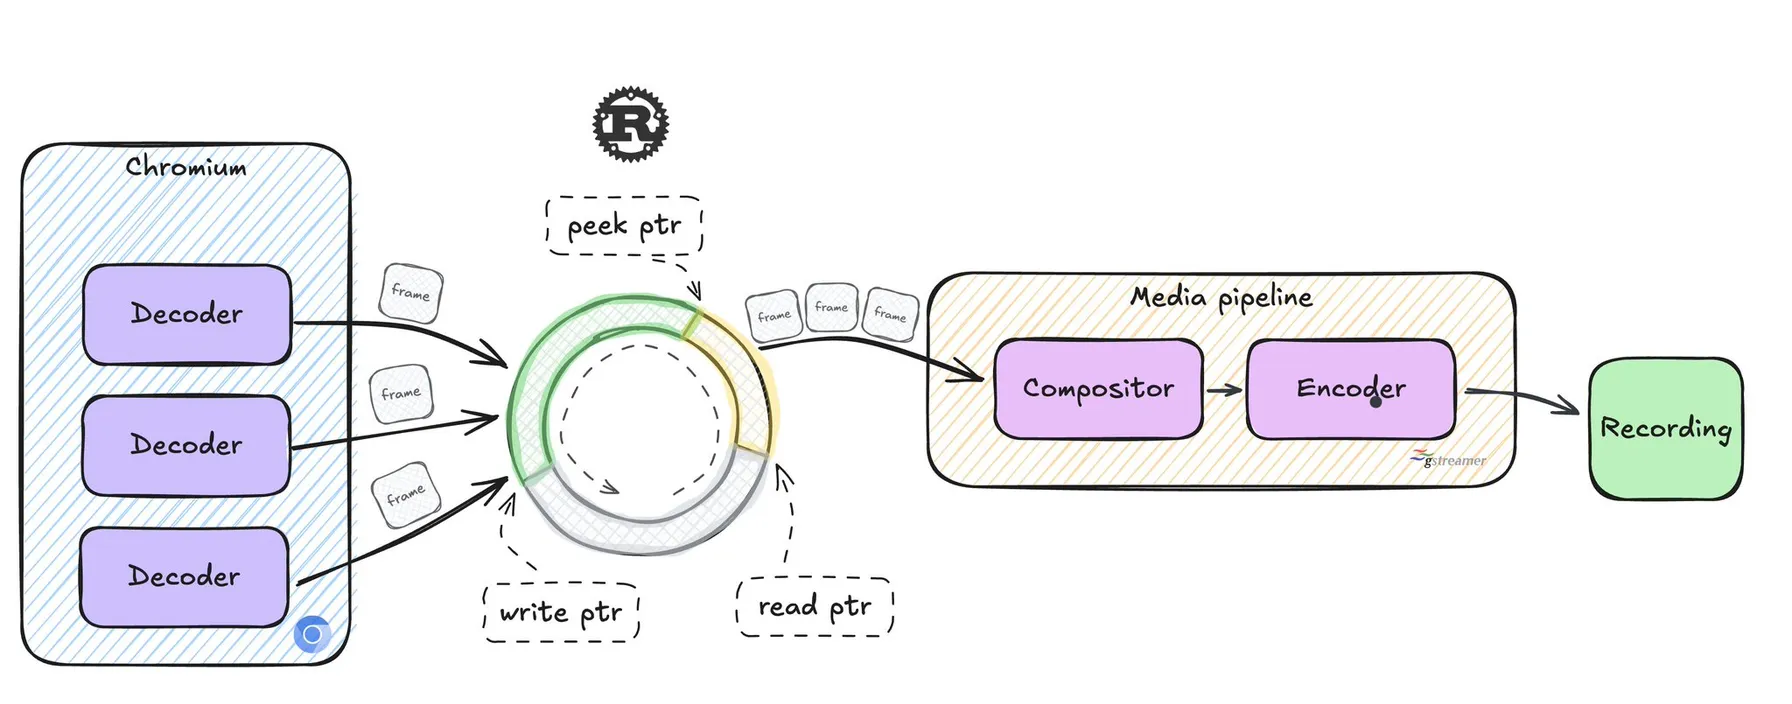 Chromium
Decoder
Decoder
Decoder
frame
frame
frame
R
peek ptr
write ptr
read ptr
frame
frame
frame
Media pipeline
Compositor
Encoder
gstreamer
Recording